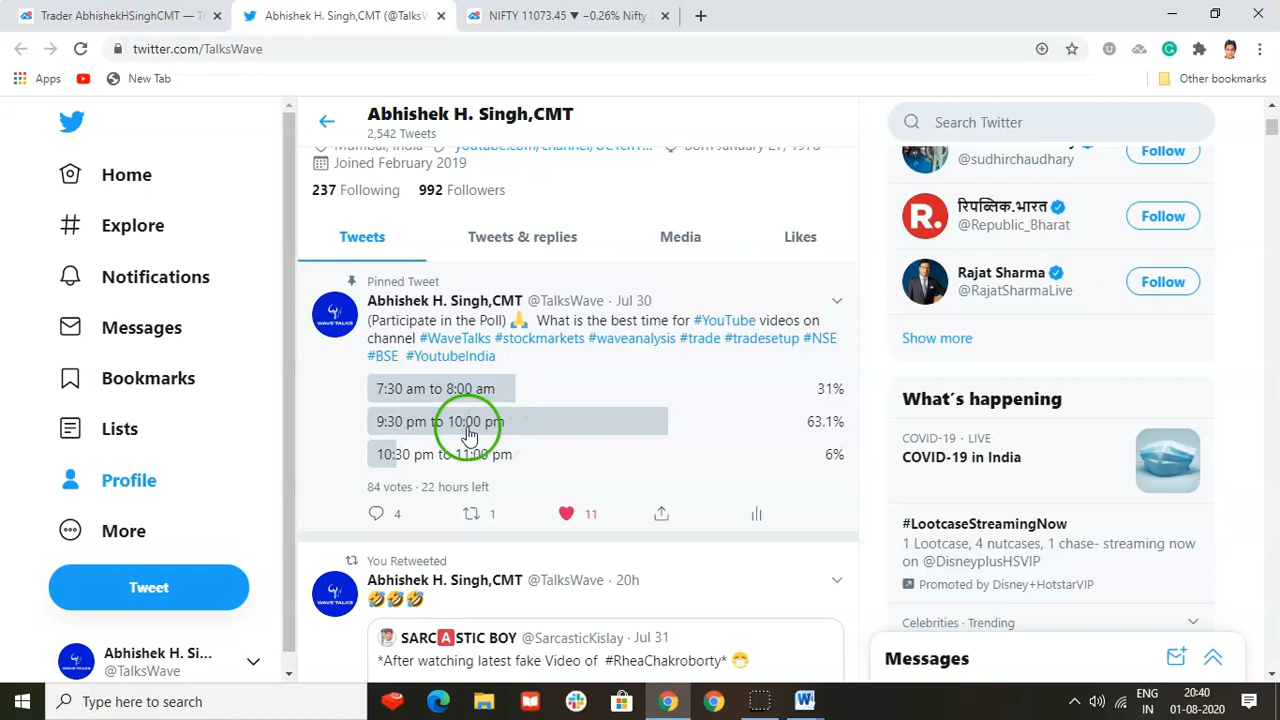 Trader AbhishekHSinghCMT — T
Abhishek H. Singh,CMT (@TalksW
NIFTY 11073.45 ▼ −0.26% Nifty
twitter.com/TalksWave
Apps
New Tab
Other bookmarks
Home
Explore
Notifications
Messages
Bookmarks
Lists
Profile
More
Tweet
Abhishek H. Si...
@TalksWave
Abhishek H. Singh,CMT
2,542 Tweets
Joined February 2019
237 Following 992 Followers
Tweets
Tweets & replies
Media
Likes
Pinned Tweet
WAVE TALKS
Abhishek H. Singh,CMT @TalksWave · Jul 30
(Participate in the Poll) 🙏 What is the best time for #YouTube videos on
channel #WaveTalks #stockmarkets #waveanalysis #trade #tradesetup #NSE
#BSE #YoutubeIndia
7:30 am to 8:00 am 31%
9:30 pm to 10:00 pm 63.1%
10:30 pm to 11:00 pm 6%
84 votes · 22 hours left
4 1 11
You Retweeted
WAVE TALKS
Abhishek H. Singh,CMT @TalksWave · 20h
🤣🤣🤣
SARC🅰STIC BOY @SarcasticKislay · Jul 31
*After watching latest fake Video of #RheaChakroborty* 😷
Search Twitter
@sudhirchaudhary
Follow
R.
रिपब्लिक.भारत
@Republic_Bharat
Follow
Rajat Sharma
@RajatSharmaLive
Follow
Show more
What's happening
COVID-19 · LIVE
COVID-19 in India
#LootcaseStreamingNow
1 Lootcase, 4 nutcases, 1 chase- streaming now
on @DisneyplusHSVIP
Promoted by Disney+HotstarVIP
Celebrities · Trending
Messages
Type here to search
ENG
IN
20:40
01-08-2020